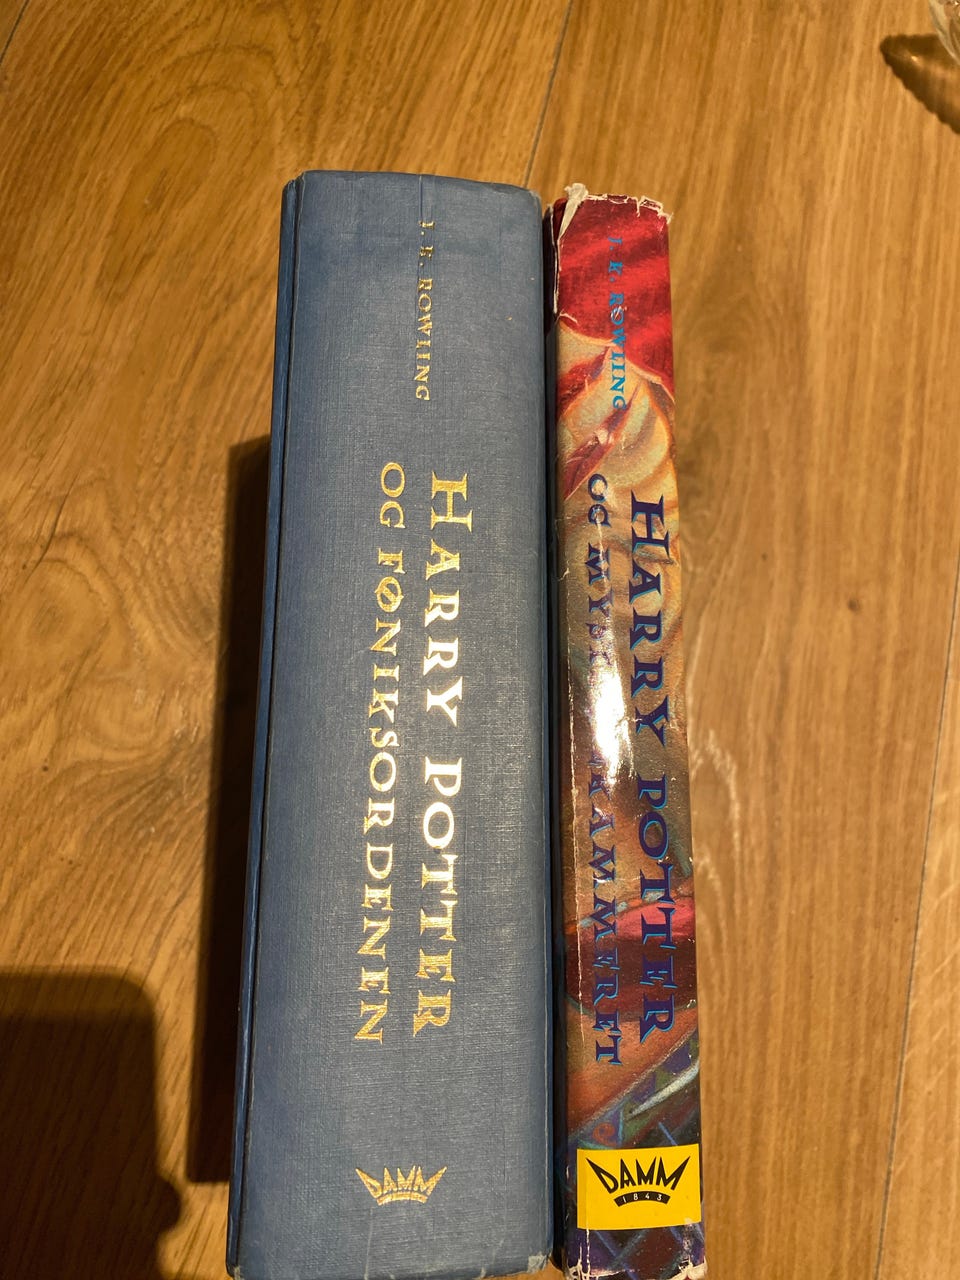 J. K. ROWLING
HARRY POTTER
OG FØNIKSORDENEN
DAMM
J. K. ROWLING
HARRY POTTER
OG
DAMM
1843